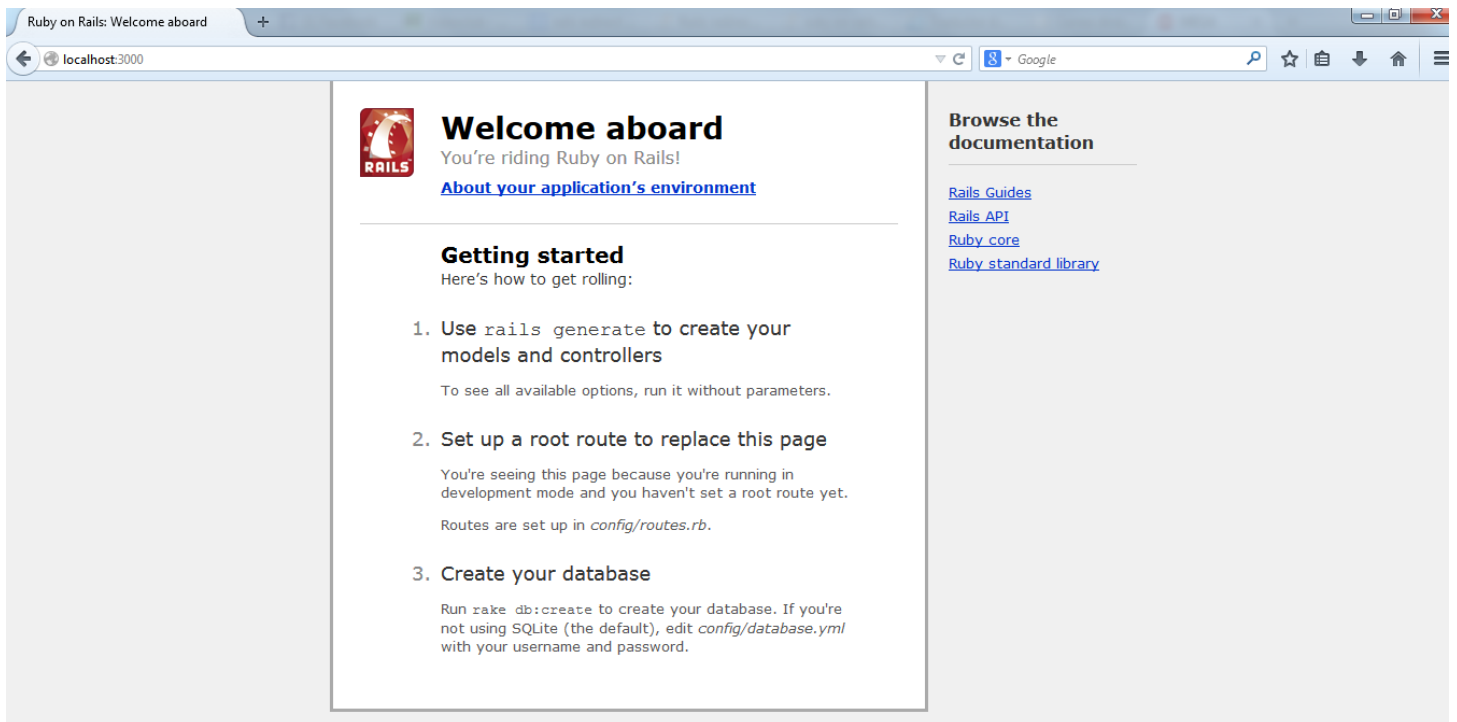 Ruby on Rails: Welcome aboard
localhost:3000
Google
RAILS
Welcome aboard
You’re riding Ruby on Rails!
About your application’s environment
Getting started
Here’s how to get rolling:
1. Use rails generate to create your
models and controllers
To see all available options, run it without parameters.
2. Set up a root route to replace this page
You're seeing this page because you're running in
development mode and you haven't set a root route yet.
Routes are set up in config/routes.rb.
3. Create your database
Run rake db:create to create your database. If you're
not using SQLite (the default), edit config/database.yml
with your username and password.
Browse the
documentation
Rails Guides
Rails API
Ruby core
Ruby standard library